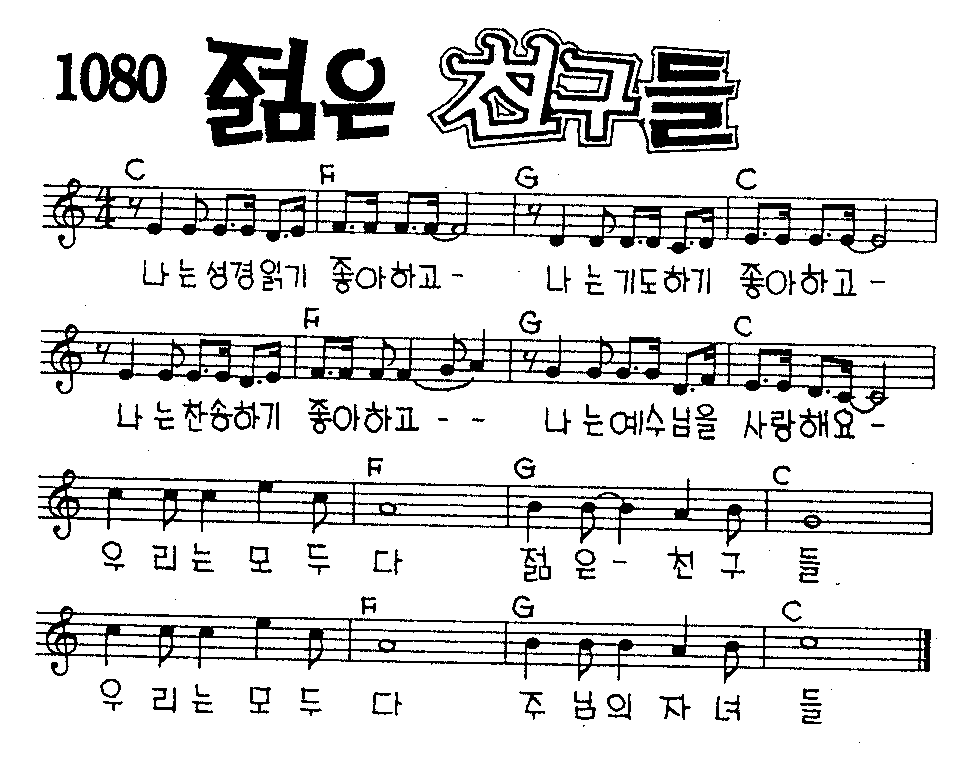 1080 젊은 친구들
C F G C
나 는 성경읽기 좋아하고 - 나 는 기도하기 좋아하고 -
F G C
나 는 찬송하기 좋아하고 - - 나 는 예수님을 사랑해요 -
F G C
우 리 는 모 두 다 젊 은 - 친 구 들
F G C
우 리 는 모 두 다 주 님 의 자 녀 들